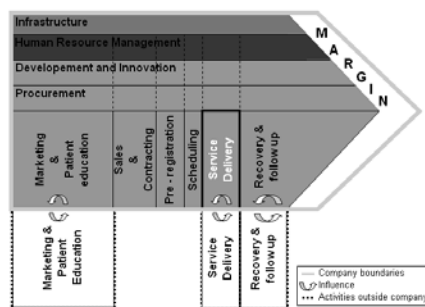 Infrastructure
Human Resource Management
Developement and Innovation
Procurement
MARGIN
Marketing
&
Patient
education
Sales
&
Contracting
Pre - registration
Scheduling
Service
Delivery
Recovery &
follow up
Marketing &
Patient
Education
Service
Delivery
Recovery &
follow up
Company boundaries
Influence
Activities outside company